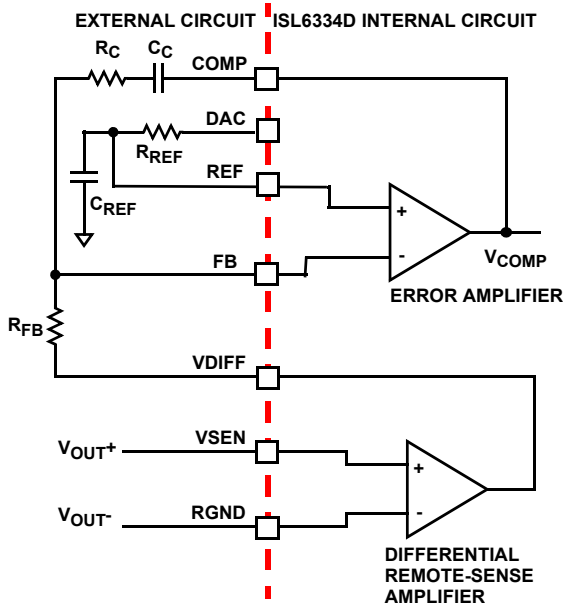 EXTERNAL CIRCUIT
ISL6334D INTERNAL CIRCUIT
RC
CC
COMP
DAC
RREF
REF
CREF
+
-
VCOMP
FB
ERROR AMPLIFIER
RFB
VDIFF
VOUT+
VSEN
+
VOUT-
RGND
-
DIFFERENTIAL
REMOTE-SENSE
AMPLIFIER